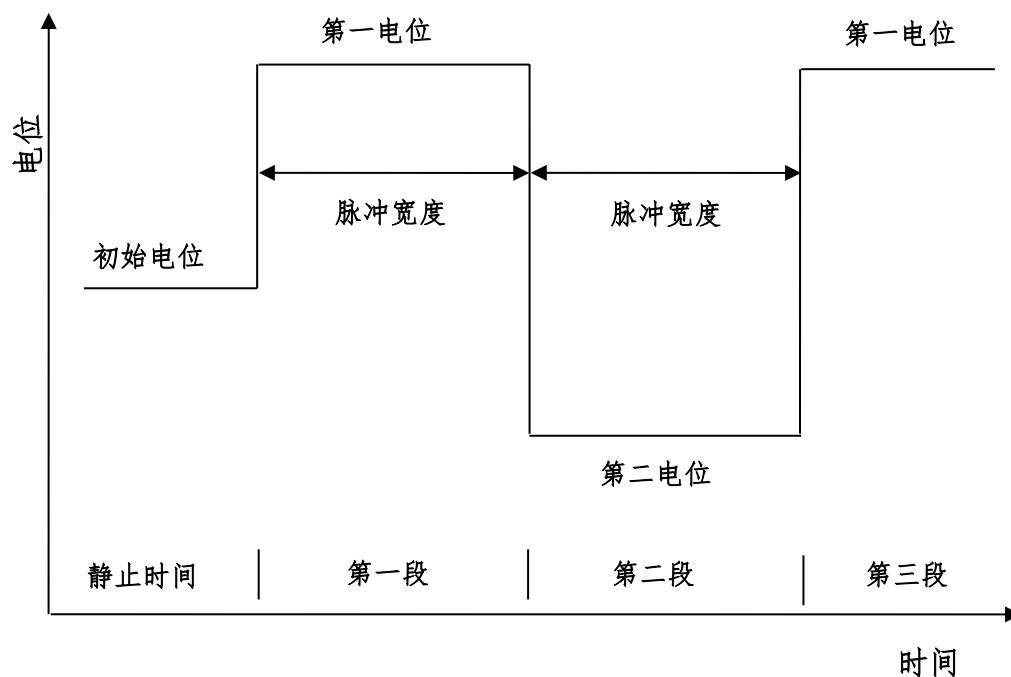 第一电位
第一电位
电位
脉冲宽度
脉冲宽度
初始电位
第二电位
静止时间
第一段
第二段
第三段
时间